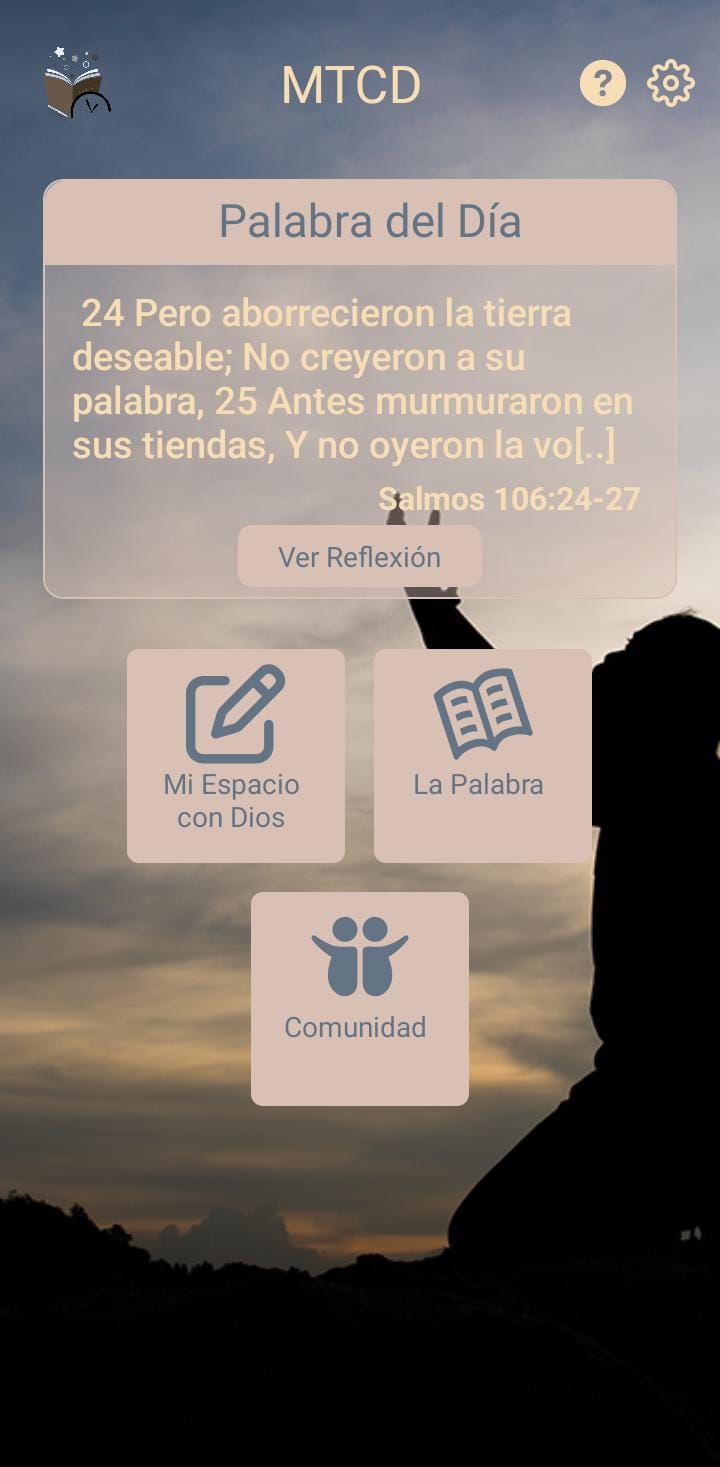 MTCD
Palabra del Día
24 Pero aborrecieron la tierra
deseable; No creyeron a su
palabra, 25 Antes murmuraron en
sus tiendas, Y no oyeron la vo[..]
Salmos 106:24-27
Ver Reflexión
Mi Espacio
con Dios
La Palabra
Comunidad